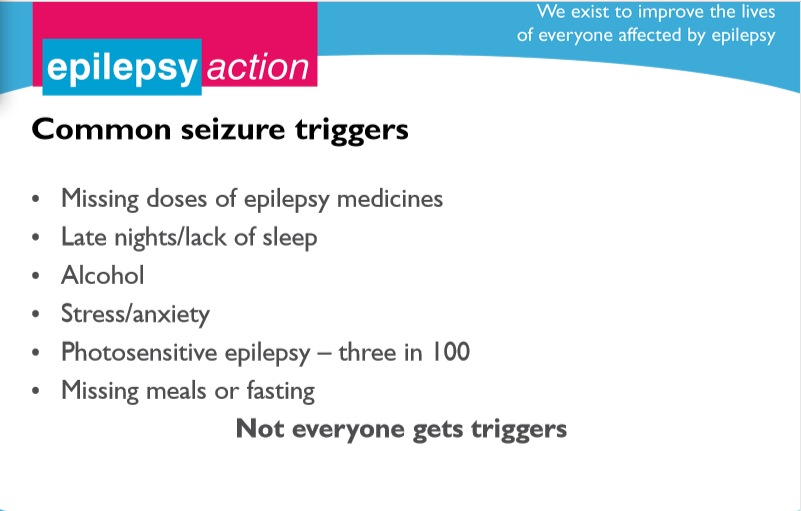 We exist to improve the lives
of everyone affected by epilepsy
epilepsy action
Common seizure triggers
• Missing doses of epilepsy medicines
• Late nights/lack of sleep
• Alcohol
• Stress/anxiety
• Photosensitive epilepsy – three in 100
• Missing meals or fasting
Not everyone gets triggers